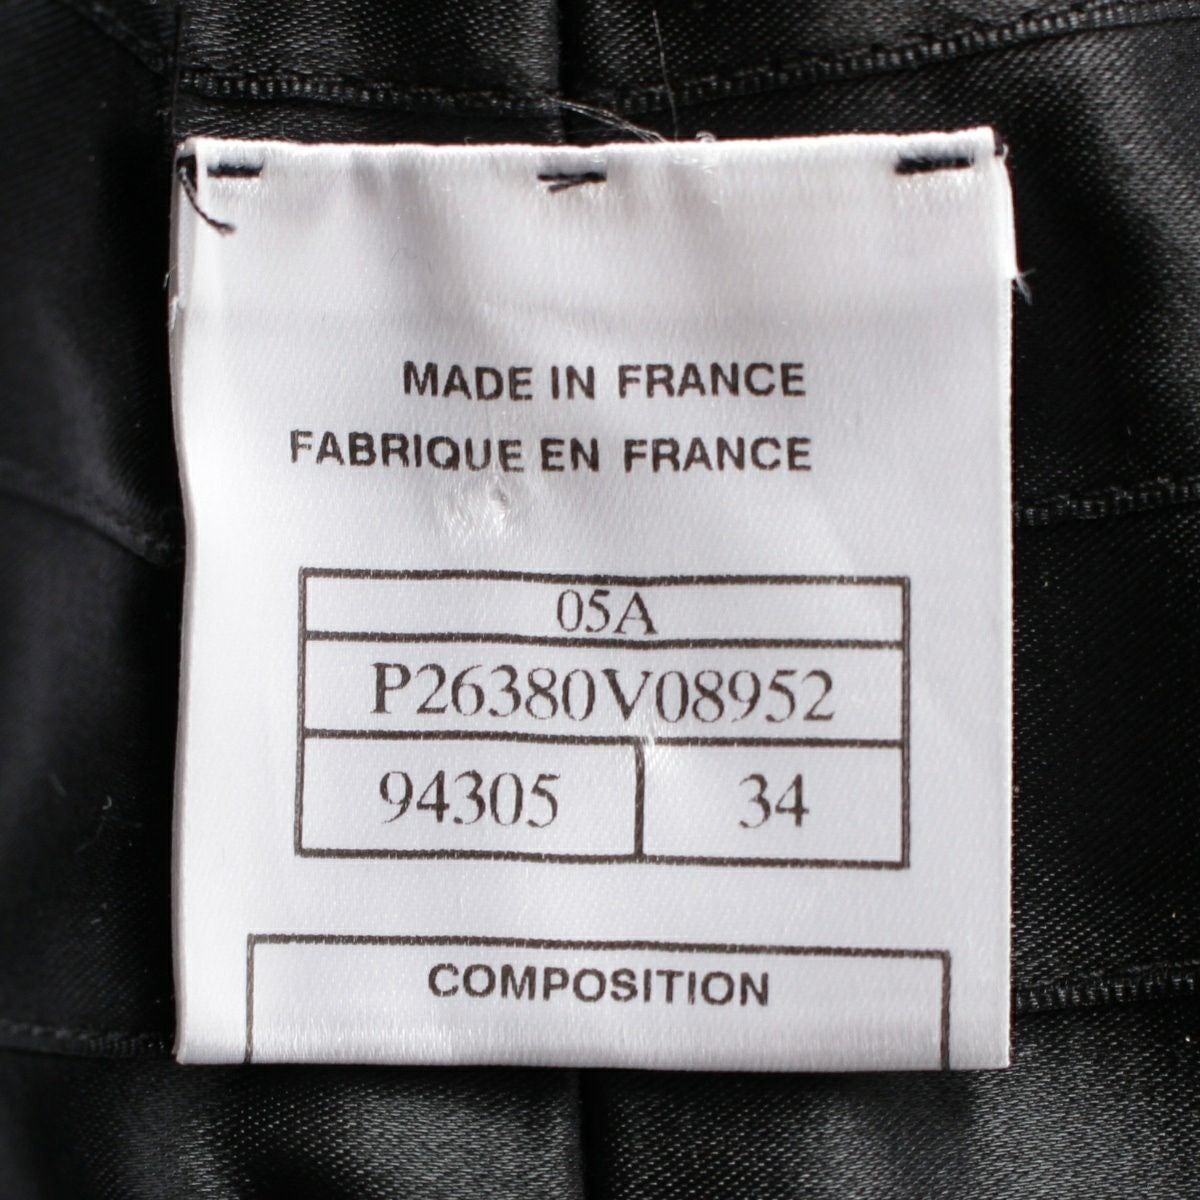 MADE IN FRANCE
FABRIQUE EN FRANCE
05A
P26380V08952
94305 34
COMPOSITION